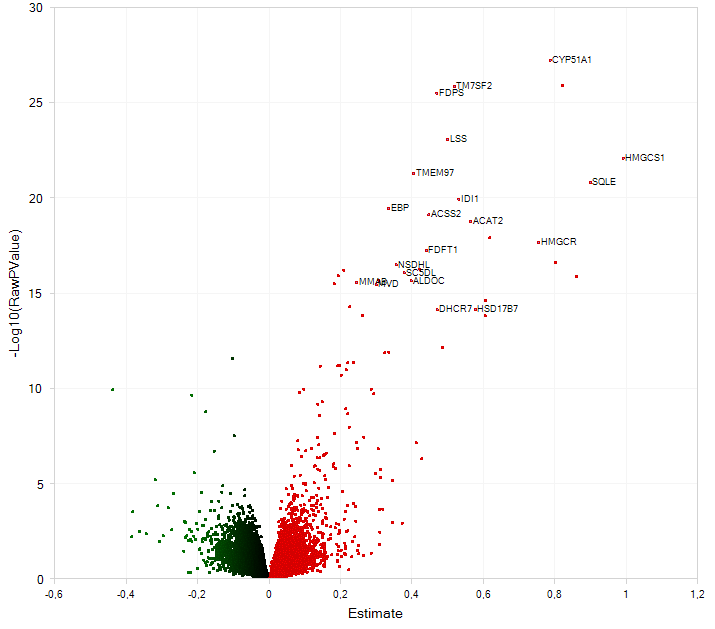 30
CYP51A1
TM7SF2
FDPS
25
LSS
HMGCS1
TMEM97
SQLE
20
IDI1
EBP
ACSS2
ACAT2
HMGCR
FDFT1
NSDHL
SC5DL
ALDOC
MMAB
MVD
15
DHCR7
HSD17B7
10
5
0
-Log10(RawPValue)
-0,6
-0,4
-0,2
0
0,2
0,4
0,6
0,8
1
1,2
Estimate